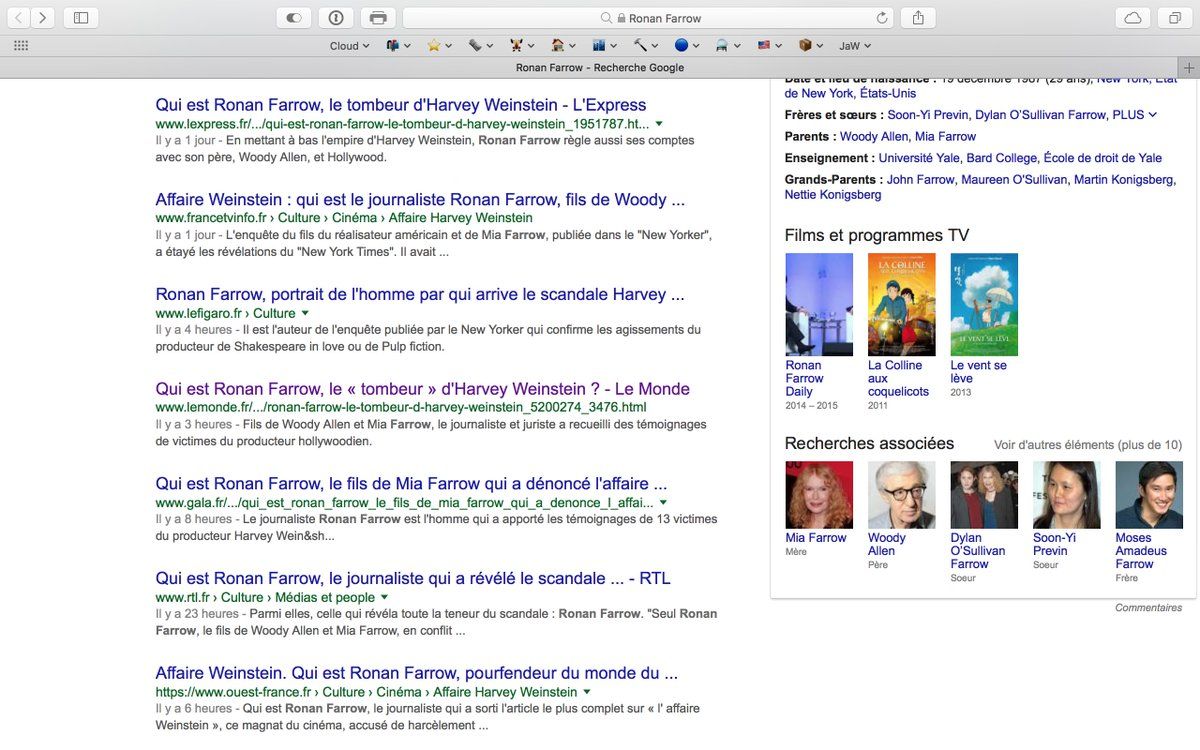 Ronan Farrow
Cloud
JaW
Ronan Farrow - Recherche Google
Qui est Ronan Farrow, le tombeur d'Harvey Weinstein - L'Express
www.lexpress.fr/.../qui-est-ronan-farrow-le-tombeur-d-harvey-weinstein_1951787.ht...
Il y a 1 jour - En mettant à bas l'empire d'Harvey Weinstein, Ronan Farrow règle aussi ses comptes
avec son père, Woody Allen, et Hollywood.
Affaire Weinstein : qui est le journaliste Ronan Farrow, fils de Woody ...
www.francetvinfo.fr › Culture › Cinéma › Affaire Harvey Weinstein
Il y a 1 jour - L'enquête du fils du réalisateur américain et de Mia Farrow, publiée dans le "New Yorker",
a étayé les révélations du "New York Times". Il avait ...
Ronan Farrow, portrait de l'homme par qui arrive le scandale Harvey ...
www.lefigaro.fr › Culture
Il y a 4 heures - Il est l'auteur de l'enquête publiée par le New Yorker qui confirme les agissements du
producteur de Shakespeare in love ou de Pulp fiction.
Qui est Ronan Farrow, le « tombeur » d'Harvey Weinstein ? - Le Monde
www.lemonde.fr/.../ronan-farrow-le-tombeur-d-harvey-weinstein_5200274_3476.html
Il y a 3 heures - Fils de Woody Allen et Mia Farrow, le journaliste et juriste a recueilli des témoignages
de victimes du producteur hollywoodien.
Qui est Ronan Farrow, le fils de Mia Farrow qui a dénoncé l'affaire ...
www.gala.fr/.../qui_est_ronan_farrow_le_fils_de_mia_farrow_qui_a_denonce_l_affai...
Il y a 8 heures - Le journaliste Ronan Farrow est l'homme qui a apporté les témoignages de 13 victimes
du producteur Harvey Wein&sh...
Qui est Ronan Farrow, le journaliste qui a révélé le scandale ... - RTL
www.rtl.fr › Culture › Médias et people
Il y a 23 heures - Parmi elles, celle qui révéla toute la teneur du scandale : Ronan Farrow. "Seul Ronan
Farrow, le fils de Woody Allen et Mia Farrow, en conflit ...
Affaire Weinstein. Qui est Ronan Farrow, pourfendeur du monde du ...
https://www.ouest-france.fr › Culture › Cinéma › Affaire Harvey Weinstein
Il y a 6 heures - Qui est Ronan Farrow, le journaliste qui a sorti l'article le plus complet sur « l' affaire
Weinstein », ce magnat du cinéma, accusé de harcèlement ...
Date et lieu de naissance : 19 décembre 1987 (29 ans), New York, État
de New York, États-Unis
Frères et sœurs : Soon-Yi Previn, Dylan O'Sullivan Farrow, PLUS
Parents : Woody Allen, Mia Farrow
Enseignement : Université Yale, Bard College, École de droit de Yale
Grands-Parents : John Farrow, Maureen O'Sullivan, Martin Konigsberg,
Nettie Konigsberg
Films et programmes TV
LA COLLINE
AUX COQUELICOTS
LE VENT SE LÈVE
Ronan
Farrow
Daily
2014 – 2015
La Colline
aux
coquelicots
2011
Le vent se
lève
2013
Recherches associées
Voir d'autres éléments (plus de 10)
Mia Farrow
Mère
Woody
Allen
Père
Dylan
O'Sullivan
Farrow
Soeur
Soon-Yi
Previn
Soeur
Moses
Amadeus
Farrow
Frère
Commentaires